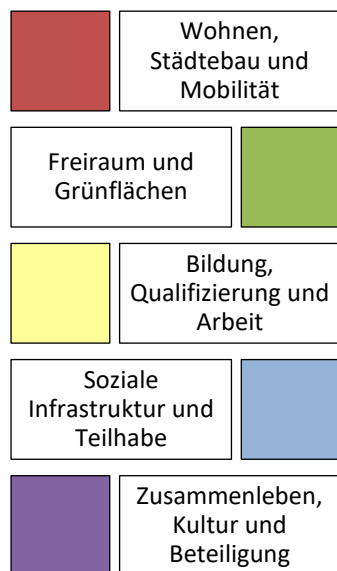 Wohnen,
Städtebau und
Mobilität
Freiraum und
Grünflächen
Bildung,
Qualifizierung und
Arbeit
Soziale
Infrastruktur und
Teilhabe
Zusammenleben,
Kultur und
Beteiligung